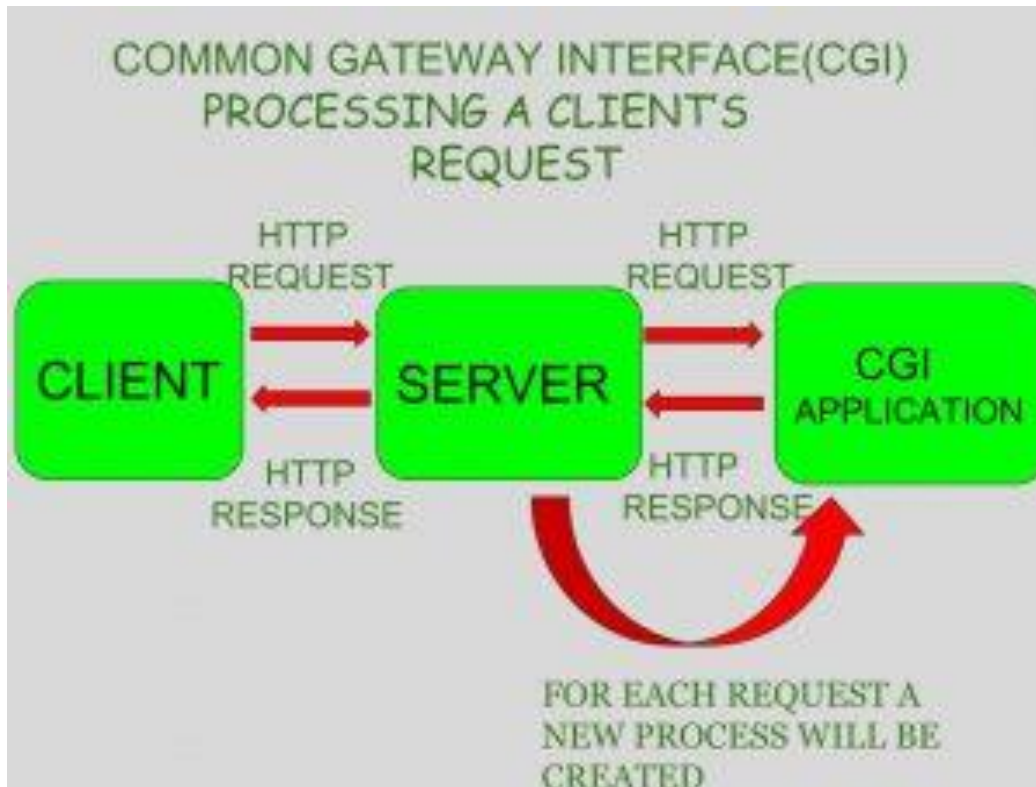 COMMON GATEWAY INTERFACE(CGI)
PROCESSING A CLIENT'S
REQUEST
HTTP
REQUEST
HTTP
REQUEST
CLIENT
SERVER
CGI
APPLICATION
HTTP
RESPONSE
HTTP
RESPONSE
FOR EACH REQUEST A
NEW PROCESS WILL BE
CREATED